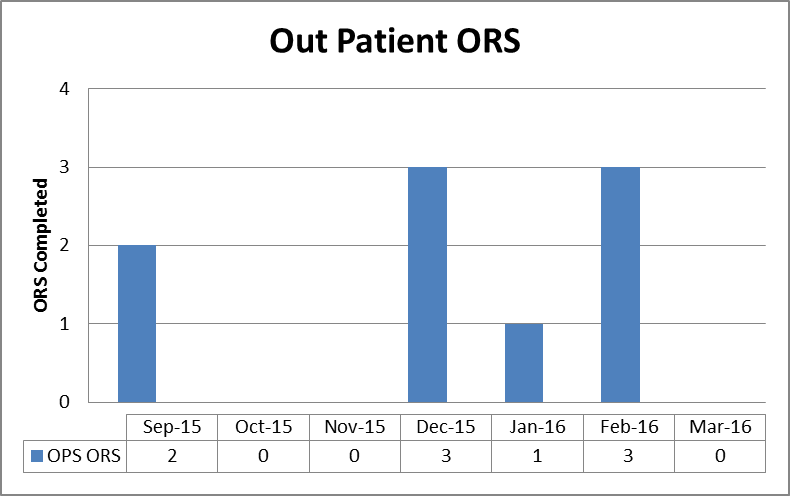 Out Patient ORS
4
3
2
1
0
ORS Completed
Sep-15 Oct-15 Nov-15 Dec-15 Jan-16 Feb-16 Mar-16
OPS ORS 2 0 0 3 1 3 0